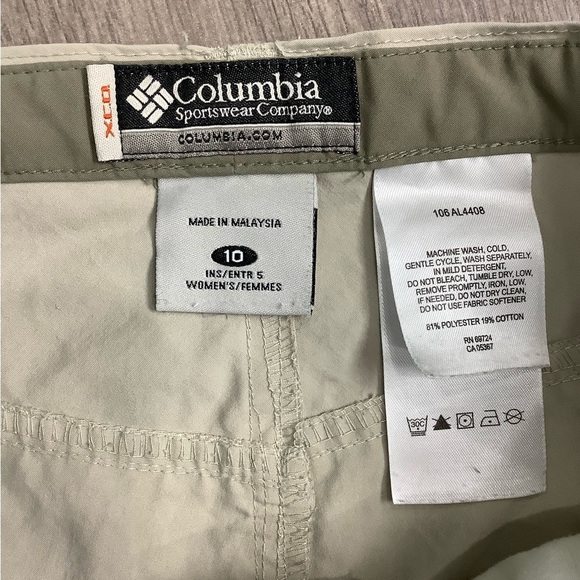 XCO
Columbia
Sportswear Company®
COLUMBIA.COM
MADE IN MALAYSIA
10
INS/ENTR 5
WOMEN'S/FEMMES
106 AL4408
MACHINE WASH, COLD,
GENTLE CYCLE, WASH SEPARATELY,
IN MILD DETERGENT,
DO NOT BLEACH, TUMBLE DRY, LOW,
REMOVE PROMPTLY, IRON, LOW,
IF NEEDED, DO NOT DRY CLEAN,
DO NOT USE FABRIC SOFTENER
81% POLYESTER 19% COTTON
RN 69724
CA 05367
30C